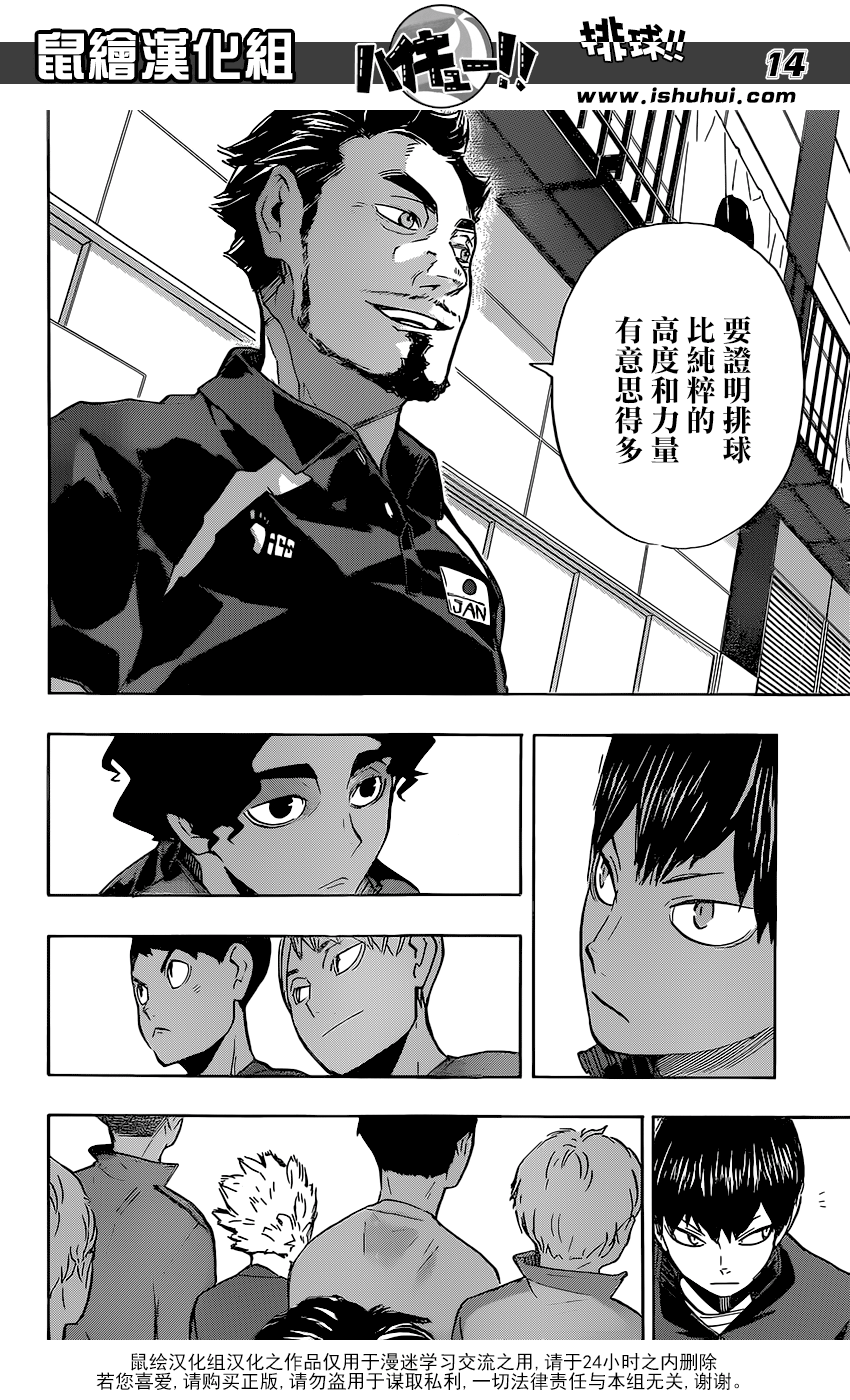 鼠繪漢化組
ハイキュー!!
排球!!
14
www.ishuhui.com
要證明排球
比純粹的
高度和力量
有意思得多
ics
JAN
鼠绘汉化组汉化之作品仅用于漫迷学习交流之用,请于24小时之内删除
若您喜爱,请购买正版,请勿用于谋取私利,一切法律责任与本组无关,谢谢。